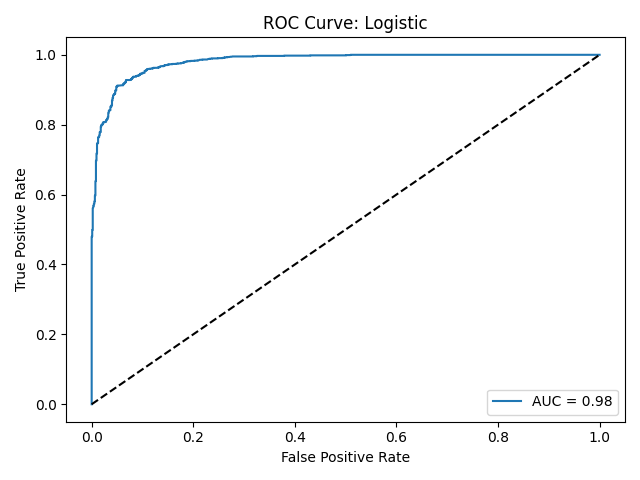 ROC Curve: Logistic
True Positive Rate
1.0
0.8
0.6
0.4
0.2
0.0
AUC = 0.98
0.0 0.2 0.4 0.6 0.8 1.0
False Positive Rate